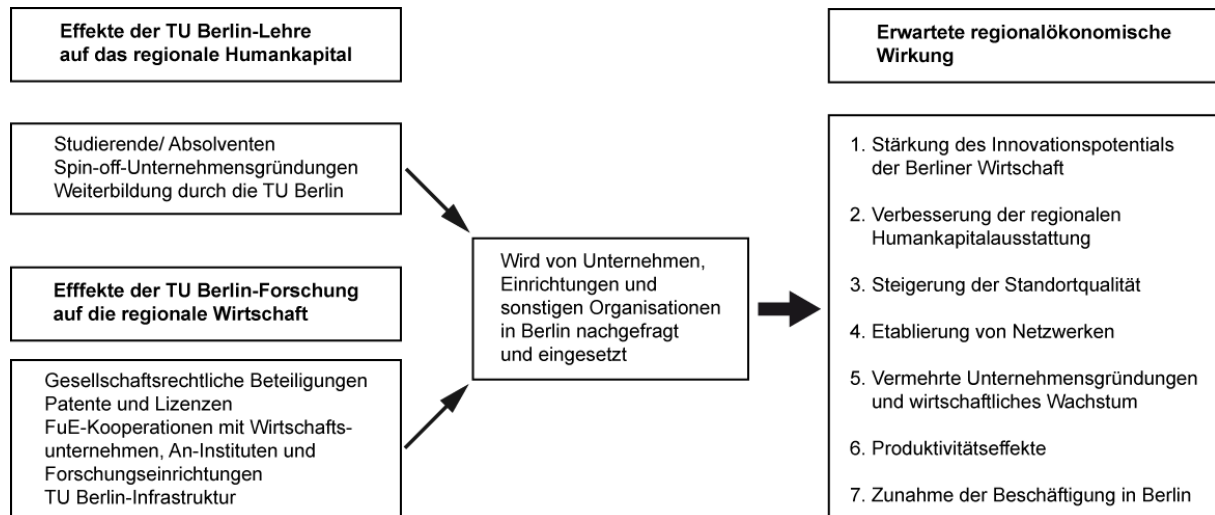 Effekte der TU Berlin-Lehre
auf das regionale Humankapital
Studierende/ Absolventen
Spin-off-Unternehmensgründungen
Weiterbildung durch die TU Berlin
Efffekte der TU Berlin-Forschung
auf die regionale Wirtschaft
Gesellschaftsrechtliche Beteiligungen
Patente und Lizenzen
FuE-Kooperationen mit Wirtschafts-
unternehmen, An-Instituten und
Forschungseinrichtungen
TU Berlin-Infrastruktur
Wird von Unternehmen,
Einrichtungen und
sonstigen Organisationen
in Berlin nachgefragt
und eingesetzt
Erwartete regionalökonomische
Wirkung
1. Stärkung des Innovationspotentials
der Berliner Wirtschaft
2. Verbesserung der regionalen
Humankapitalausstattung
3. Steigerung der Standortqualität
4. Etablierung von Netzwerken
5. Vermehrte Unternehmensgründungen
und wirtschaftliches Wachstum
6. Produktivitätseffekte
7. Zunahme der Beschäftigung in Berlin